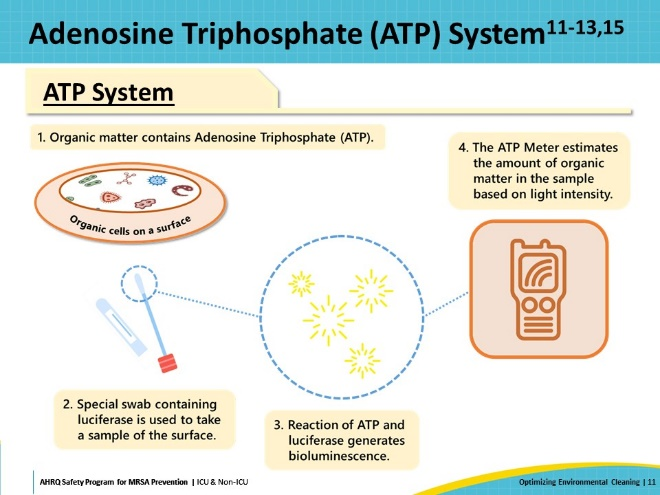 Adenosine Triphosphate (ATP) System11-13,15
ATP System
1. Organic matter contains Adenosine Triphosphate (ATP).
Organic cells on a surface
2. Special swab containing
luciferase is used to take
a sample of the surface.
3. Reaction of ATP and
luciferase generates
bioluminescence.
4. The ATP Meter estimates
the amount of organic
matter in the sample
based on light intensity.
AHRQ Safety Program for MRSA Prevention | ICU & Non-ICU
Optimizing Environmental Cleaning | 11